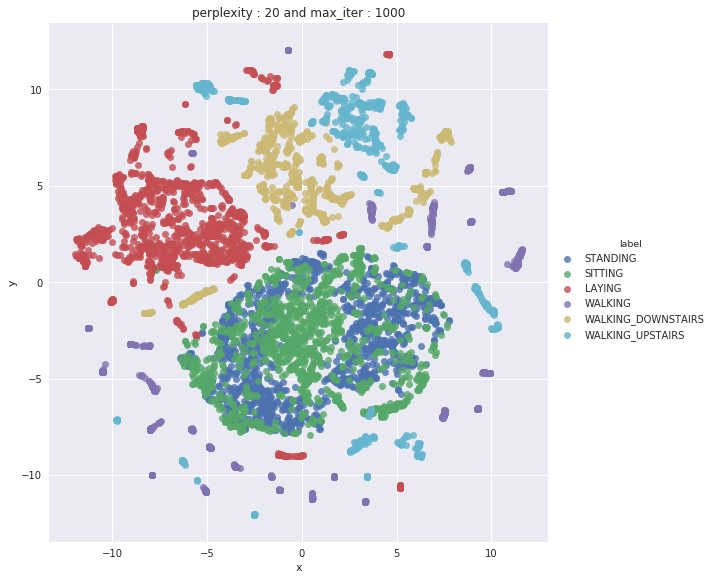 perplexity : 20 and max_iter : 1000
10
5
0
−5
−10
y
−10
−5
0
5
10
x
label
STANDING
SITTING
LAYING
WALKING
WALKING_DOWNSTAIRS
WALKING_UPSTAIRS